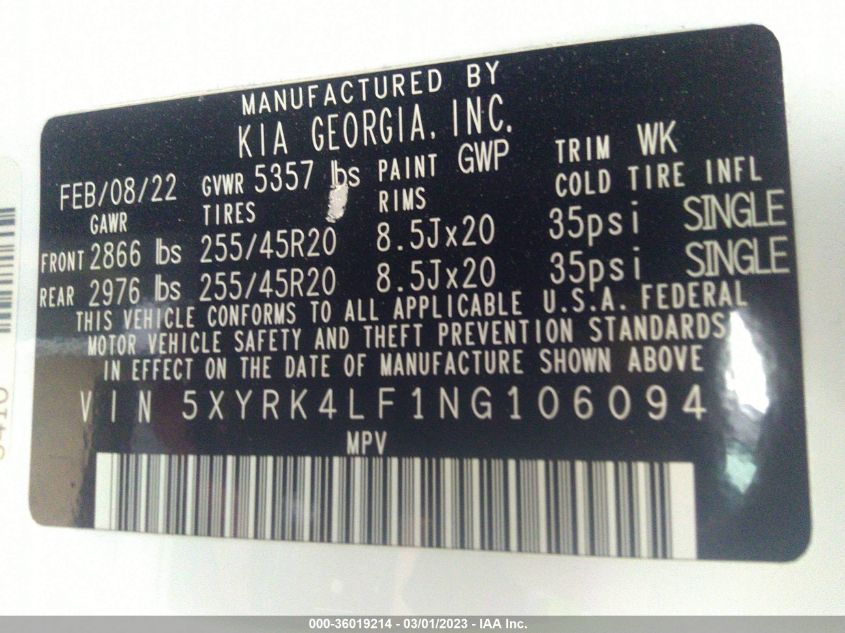 MANUFACTURED BY
KIA GEORGIA, INC.
FEB/08/22 GVWR 5357 lbs PAINT GWP TRIM WK
GAWR TIRES RIMS COLD TIRE INFL
FRONT 2866 lbs 255/45R20 8.5Jx20 35psi SINGLE
REAR 2976 lbs 255/45R20 8.5Jx20 35psi SINGLE
THIS VEHICLE CONFORMS TO ALL APPLICABLE U.S.A. FEDERAL
MOTOR VEHICLE SAFETY AND THEFT PREVENTION STANDARDS
IN EFFECT ON THE DATE OF MANUFACTURE SHOWN ABOVE
VIN 5XYRK4LF1NG106094
MPV
000-36019214 - 03/01/2023 - IAA Inc.